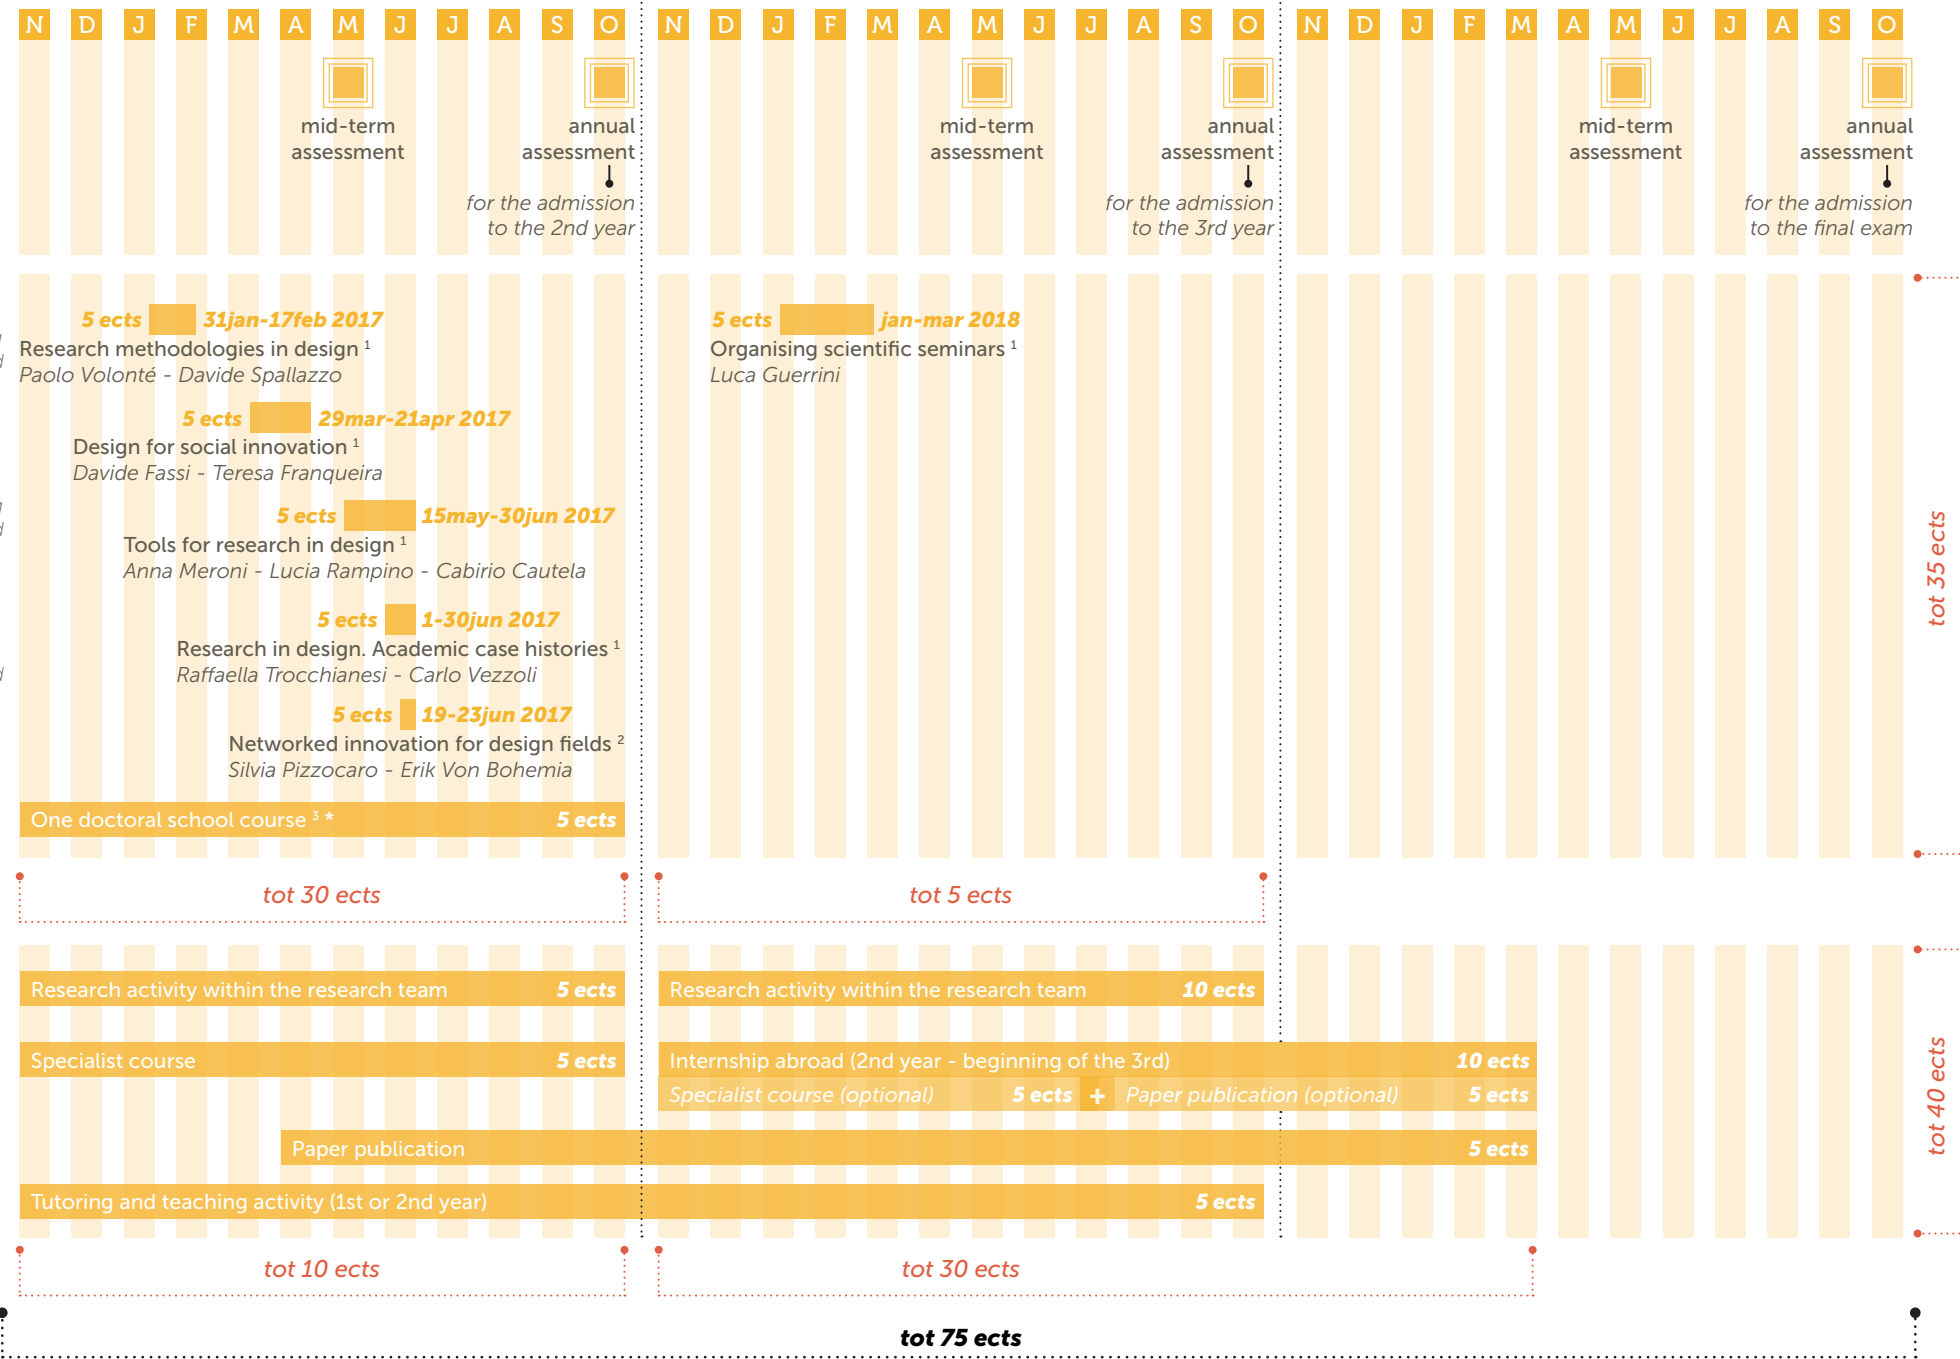 N D J F M A M J J A S O N D J F M A M J J A S O N D J F M A M J J A S O
mid-term
assessment
annual
assessment
for the admission
to the 2nd year
mid-term
assessment
annual
assessment
for the admission
to the 3rd year
mid-term
assessment
annual
assessment
for the admission
to the final exam
5 ects 31jan-17feb 2017
Research methodologies in design 1
Paolo Volonté - Davide Spallazzo
5 ects 29mar-21apr 2017
Design for social innovation 1
Davide Fassi - Teresa Franqueira
5 ects 15may-30jun 2017
Tools for research in design 1
Anna Meroni - Lucia Rampino - Cabirio Cautela
5 ects 1-30jun 2017
Research in design. Academic case histories 1
Raffaella Trocchianesi - Carlo Vezzoli
5 ects 19-23jun 2017
Networked innovation for design fields 2
Silvia Pizzocaro - Erik Von Bohemia
One doctoral school course 3 * 5 ects
5 ects jan-mar 2018
Organising scientific seminars 1
Luca Guerrini
tot 35 ects
tot 30 ects
tot 5 ects
Research activity within the research team 5 ects
Research activity within the research team 10 ects
Specialist course 5 ects
Internship abroad (2nd year - beginning of the 3rd) 10 ects
Specialist course (optional) 5 ects + Paper publication (optional) 5 ects
Paper publication 5 ects
Tutoring and teaching activity (1st or 2nd year) 5 ects
tot 40 ects
tot 10 ects
tot 30 ects
tot 75 ects